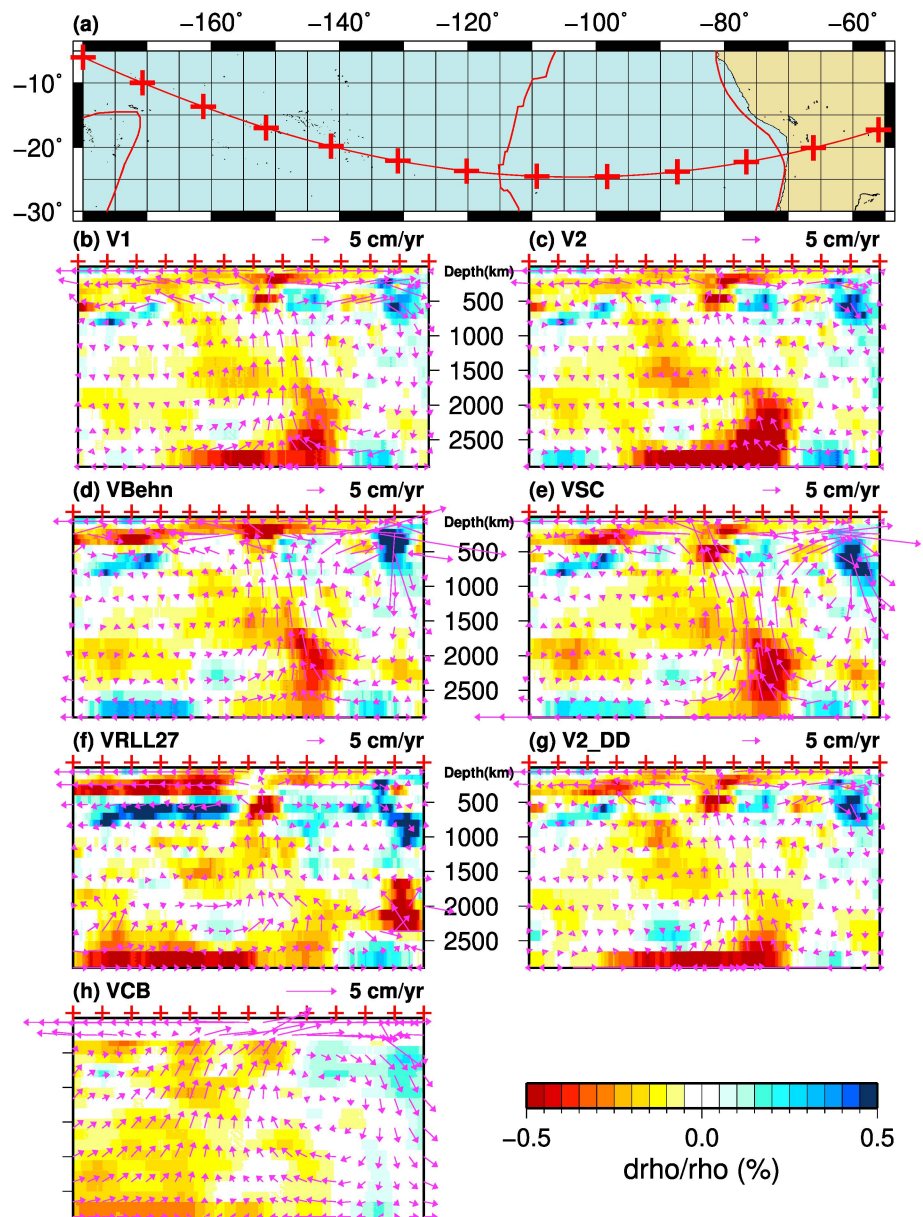 −160° −140° −120° −100° −80° −60°
(a)
−10°
−20°
−30°
(b) V1 5 cm/yr (c) V2 5 cm/yr
Depth(km)
500
1000
1500
2000
2500
(d) VBehn 5 cm/yr (e) VSC 5 cm/yr
Depth(km)
500
1000
1500
2000
2500
(f) VRLL27 5 cm/yr (g) V2_DD 5 cm/yr
Depth(km)
500
1000
1500
2000
2500
(h) VCB 5 cm/yr
−0.5 0.0 0.5
drho/rho (%)